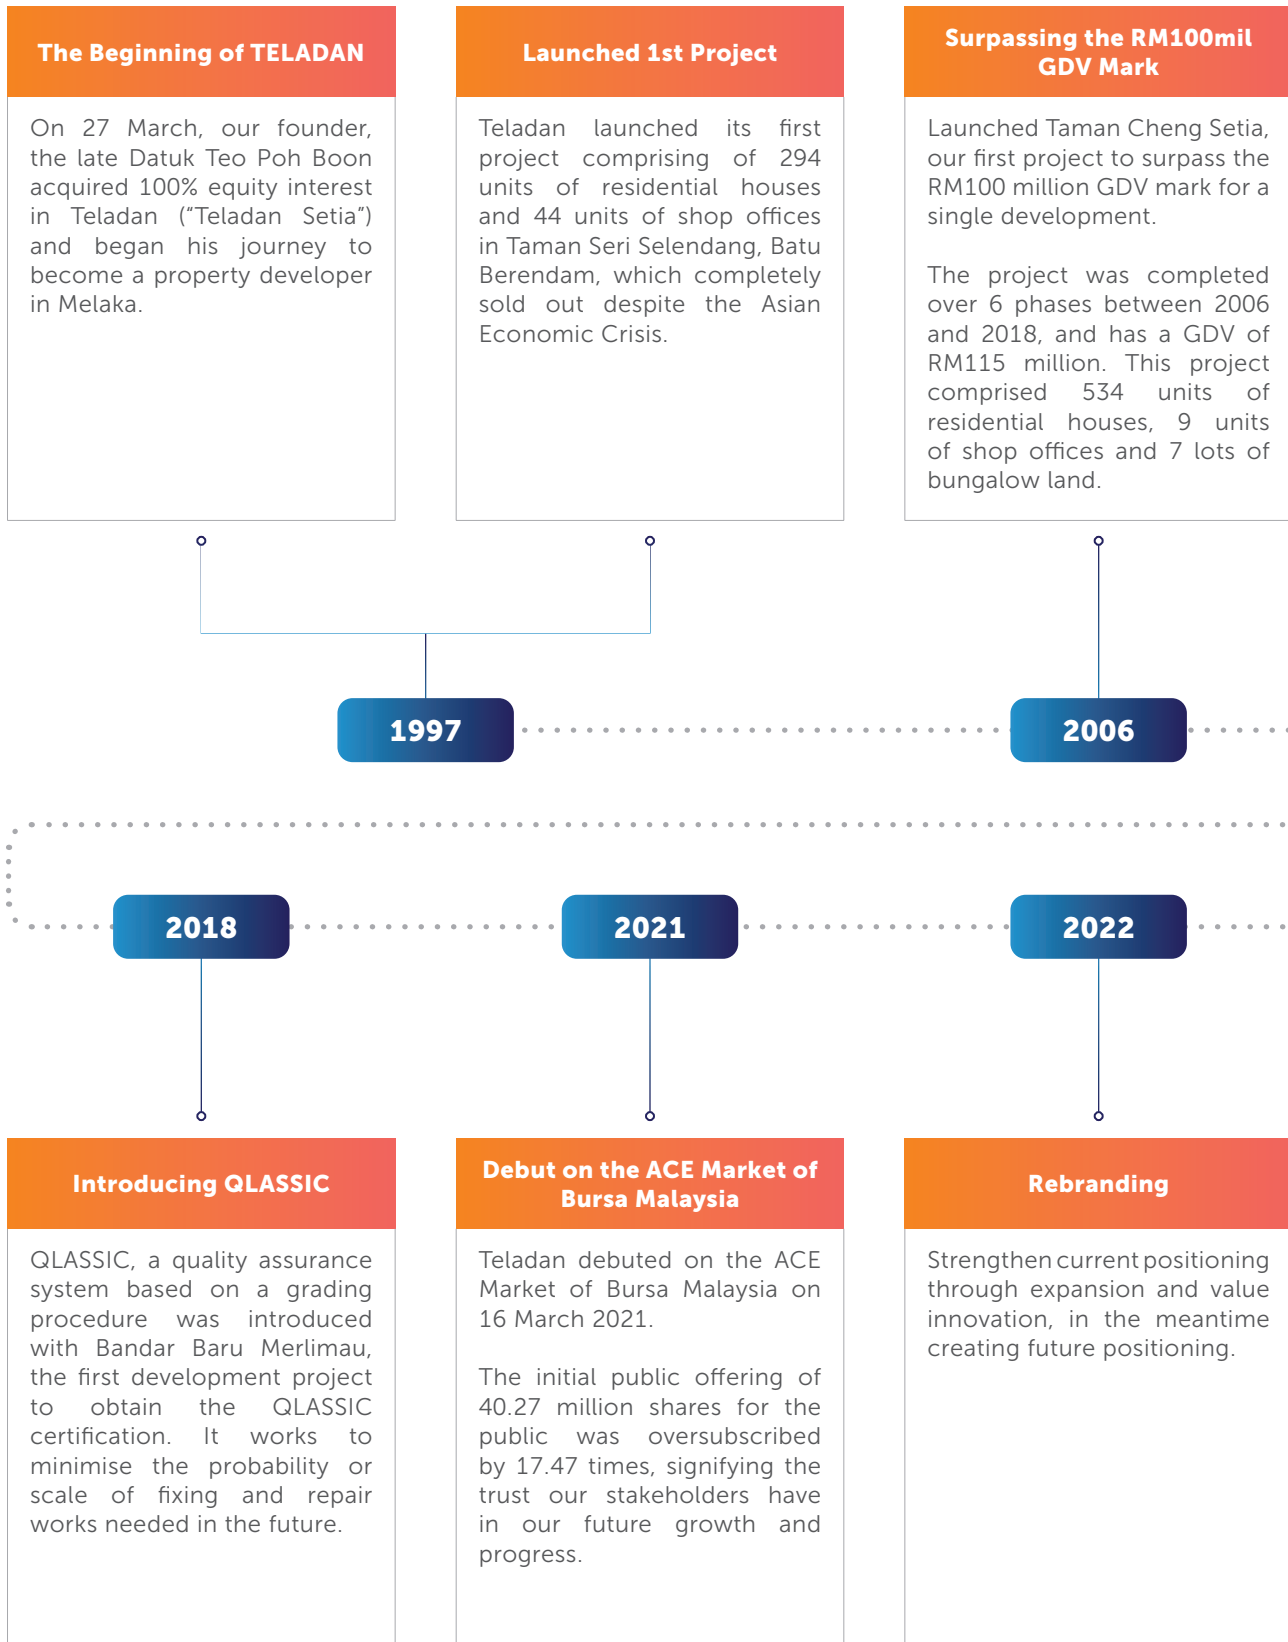 The Beginning of TELADAN
On 27 March, our founder,
the late Datuk Teo Poh Boon
acquired 100% equity interest
in Teladan (“Teladan Setia”)
and began his journey to
become a property developer
in Melaka.
Launched 1st Project
Teladan launched its first
project comprising of 294
units of residential houses
and 44 units of shop offices
in Taman Seri Selendang, Batu
Berendam, which completely
sold out despite the Asian
Economic Crisis.
Surpassing the RM100mil
GDV Mark
Launched Taman Cheng Setia,
our first project to surpass the
RM100 million GDV mark for a
single development.
The project was completed
over 6 phases between 2006
and 2018, and has a GDV of
RM115 million. This project
comprised 534 units of
residential houses, 9 units
of shop offices and 7 lots of
bungalow land.
1997
2006
2018
2021
2022
Introducing QLASSIC
QLASSIC, a quality assurance
system based on a grading
procedure was introduced
with Bandar Baru Merlimau,
the first development project
to obtain the QLASSIC
certification. It works to
minimise the probability or
scale of fixing and repair
works needed in the future.
Debut on the ACE Market of
Bursa Malaysia
Teladan debuted on the ACE
Market of Bursa Malaysia on
16 March 2021.
The initial public offering of
40.27 million shares for the
public was oversubscribed
by 17.47 times, signifying the
trust our stakeholders have
in our future growth and
progress.
Rebranding
Strengthen current positioning
through expansion and value
innovation, in the meantime
creating future positioning.